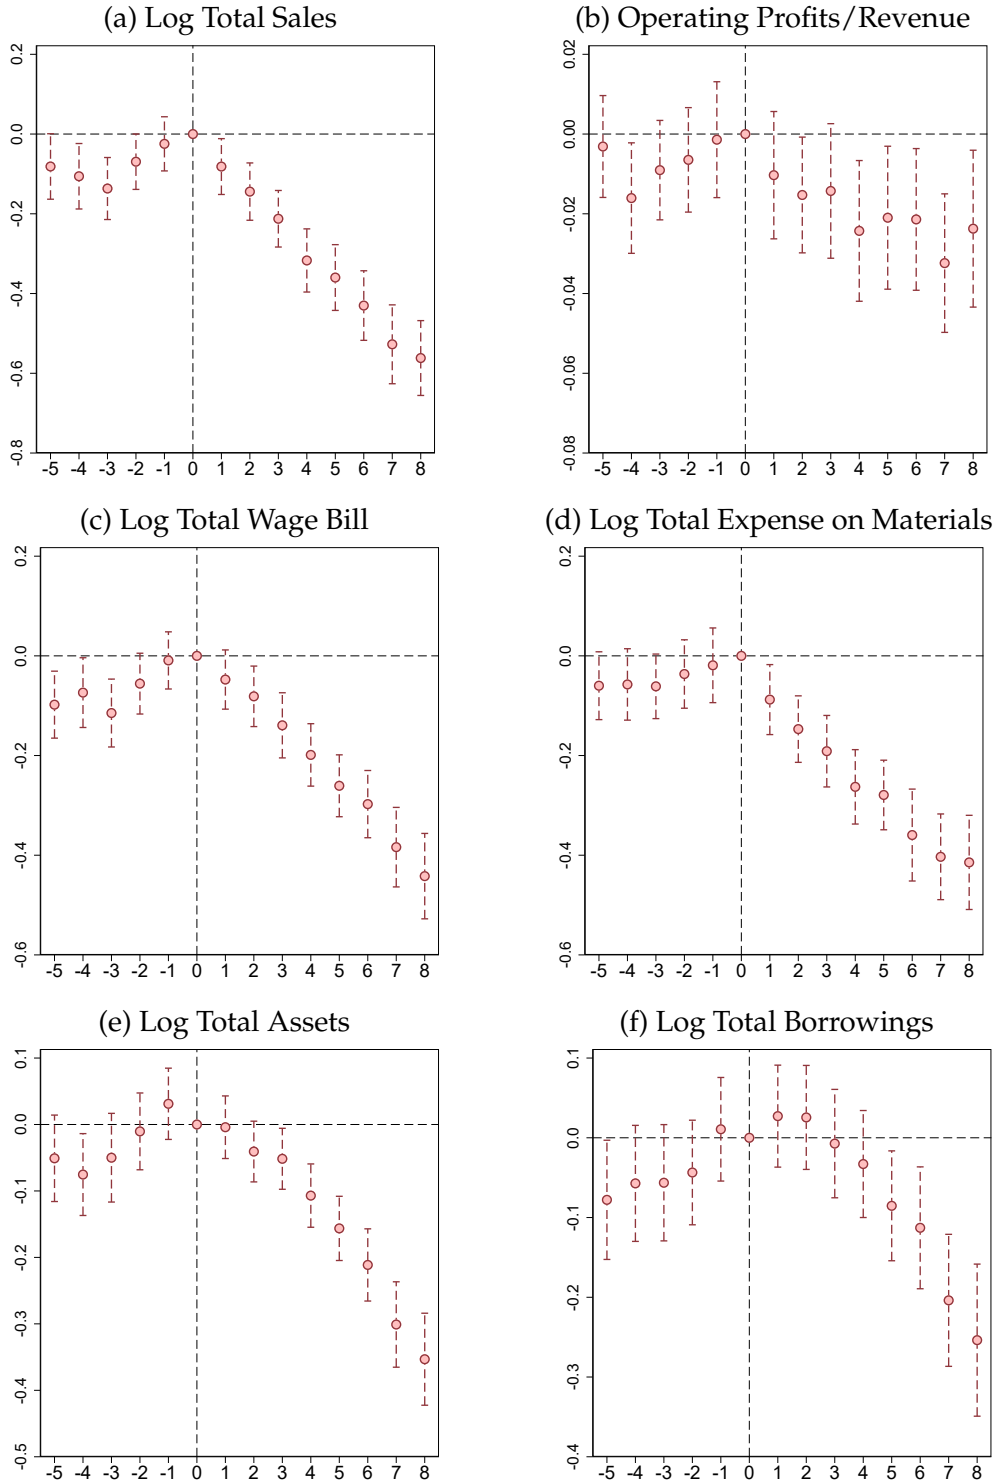 (a) Log Total Sales
0.2
0.0
-0.2
-0.4
-0.6
-0.8
-5 -4 -3 -2 -1 0 1 2 3 4 5 6 7 8
(b) Operating Profits/Revenue
0.02
0.00
-0.02
-0.04
-0.06
-0.08
-5 -4 -3 -2 -1 0 1 2 3 4 5 6 7 8
(c) Log Total Wage Bill
0.2
0.0
-0.2
-0.4
-0.6
-5 -4 -3 -2 -1 0 1 2 3 4 5 6 7 8
(d) Log Total Expense on Materials
0.2
0.0
-0.2
-0.4
-0.6
-5 -4 -3 -2 -1 0 1 2 3 4 5 6 7 8
(e) Log Total Assets
0.1
0.0
-0.1
-0.2
-0.3
-0.4
-0.5
-5 -4 -3 -2 -1 0 1 2 3 4 5 6 7 8
(f) Log Total Borrowings
0.1
0.0
-0.1
-0.2
-0.3
-0.4
-5 -4 -3 -2 -1 0 1 2 3 4 5 6 7 8